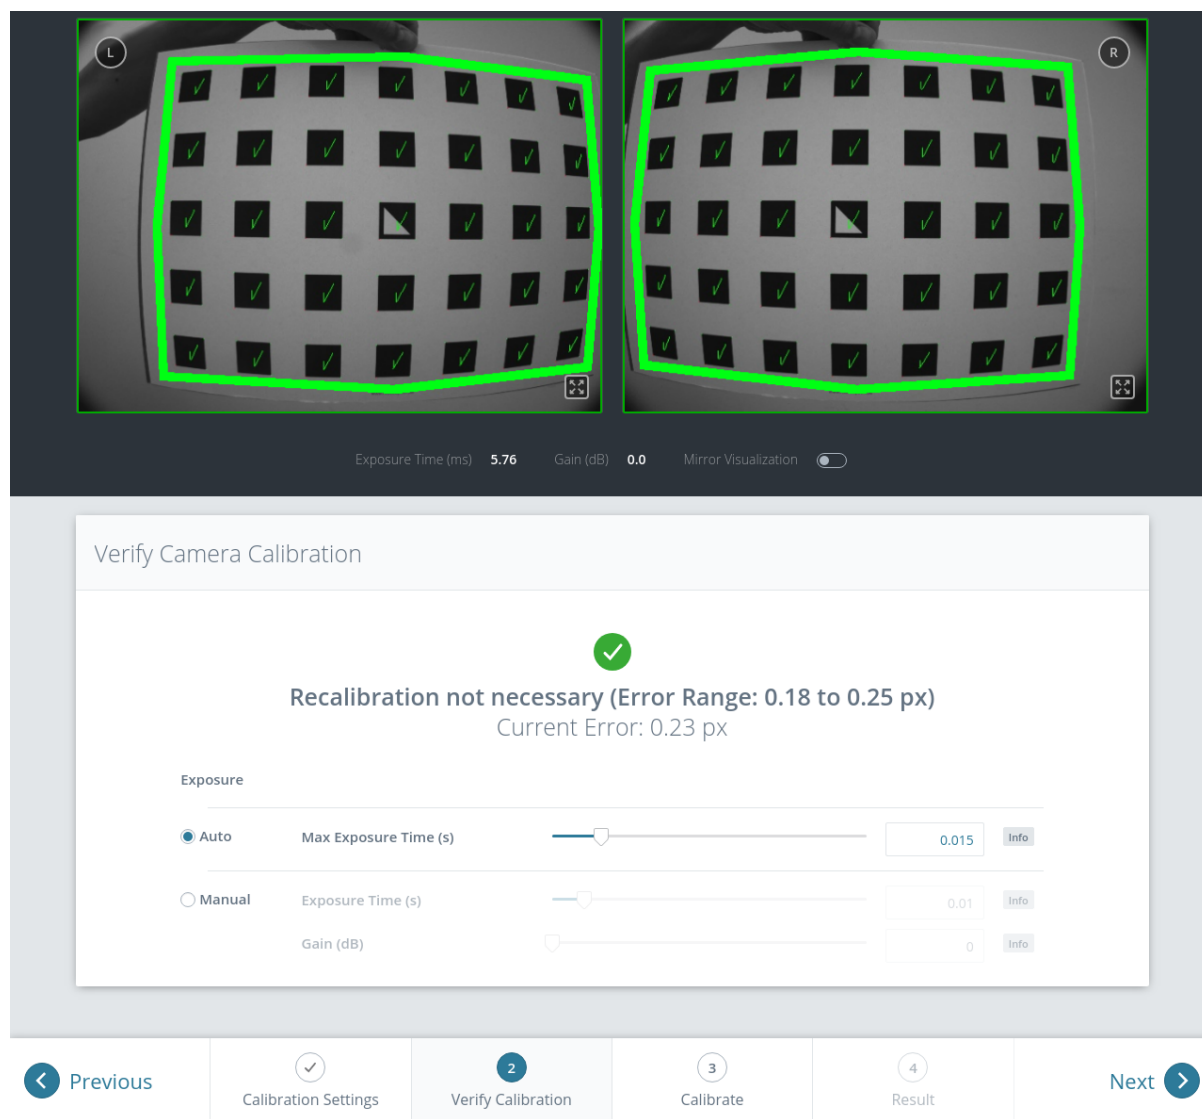 L
R
Exposure Time (ms) 5.76 Gain (dB) 0.0 Mirror Visualization
Verify Camera Calibration
Recalibration not necessary (Error Range: 0.18 to 0.25 px)
Current Error: 0.23 px
Exposure
Auto Max Exposure Time (s) 0.015 Info
Manual Exposure Time (s) 0.01 Info
Gain (dB) 0 Info
Previous
Calibration Settings
2
Verify Calibration
3
Calibrate
4
Result
Next